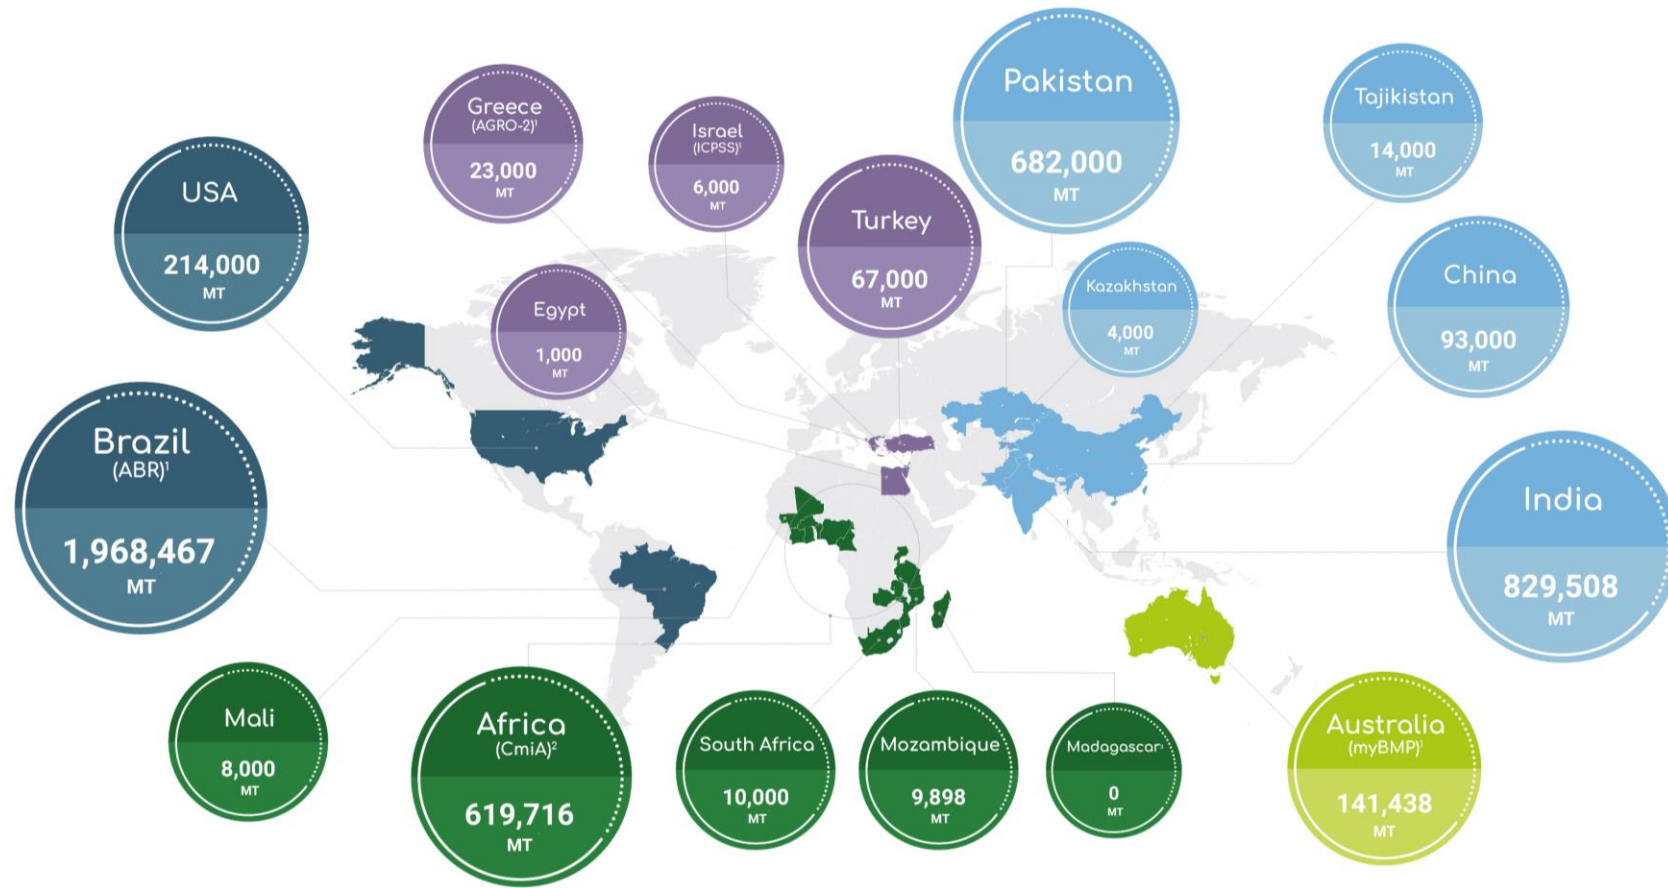 Pakistan
682,000
MT
Greece
(AGRO-2)¹
23,000
MT
Israel
(ICPSS)¹
6,000
MT
Tajikistan
14,000
MT
USA
214,000
MT
Turkey
67,000
MT
Kazakhstan
4,000
MT
China
93,000
MT
Egypt
1,000
MT
Brazil
(ABR)¹
1,968,467
MT
India
829,508
MT
Mali
8,000
MT
Africa
(CmiA)²
619,716
MT
South Africa
10,000
MT
Mozambique
9,898
MT
Madagascar¹
0
MT
Australia
(myBMP)¹
141,438
MT